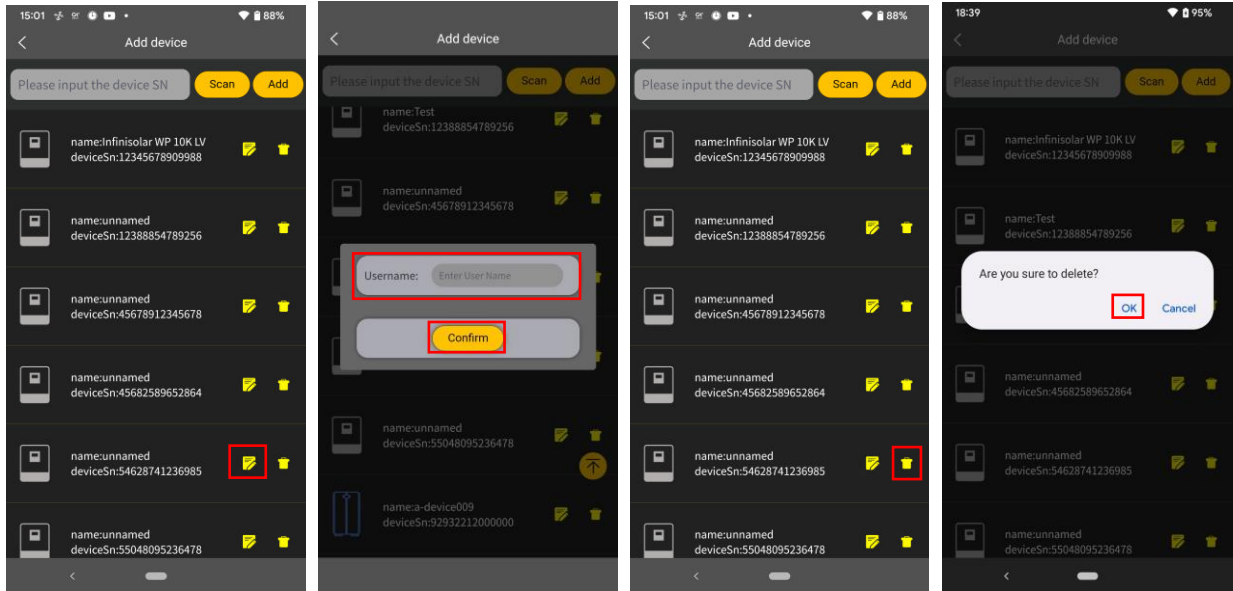 15:01
88%
Add device
Please input the device SN
Scan
Add
name:Infinisolar WP 10K LV
deviceSn:12345678909988
name:unnamed
deviceSn:12388854789256
name:unnamed
deviceSn:45678912345678
name:unnamed
deviceSn:45682589652864
name:unnamed
deviceSn:54628741236985
name:unnamed
deviceSn:55048095236478
Add device
Please input the device SN
Scan
Add
name:Test
deviceSn:12388854789256
name:unnamed
deviceSn:45678912345678
Username:
Enter User Name
Confirm
name:unnamed
deviceSn:55048095236478
name:a-device009
deviceSn:92932212000000
15:01
88%
Add device
Please input the device SN
Scan
Add
name:Infinisolar WP 10K LV
deviceSn:12345678909988
name:unnamed
deviceSn:12388854789256
name:unnamed
deviceSn:45678912345678
name:unnamed
deviceSn:45682589652864
name:unnamed
deviceSn:54628741236985
name:unnamed
deviceSn:55048095236478
18:39
95%
Add device
Please input the device SN
Scan
Add
name:Infinisolar WP 10K LV
deviceSn:12345678909988
name:Test
deviceSn:12388854789256
Are you sure to delete?
OK
Cancel
name:unnamed
deviceSn:45682589652864
name:unnamed
deviceSn:54628741236985
name:unnamed
deviceSn:55048095236478